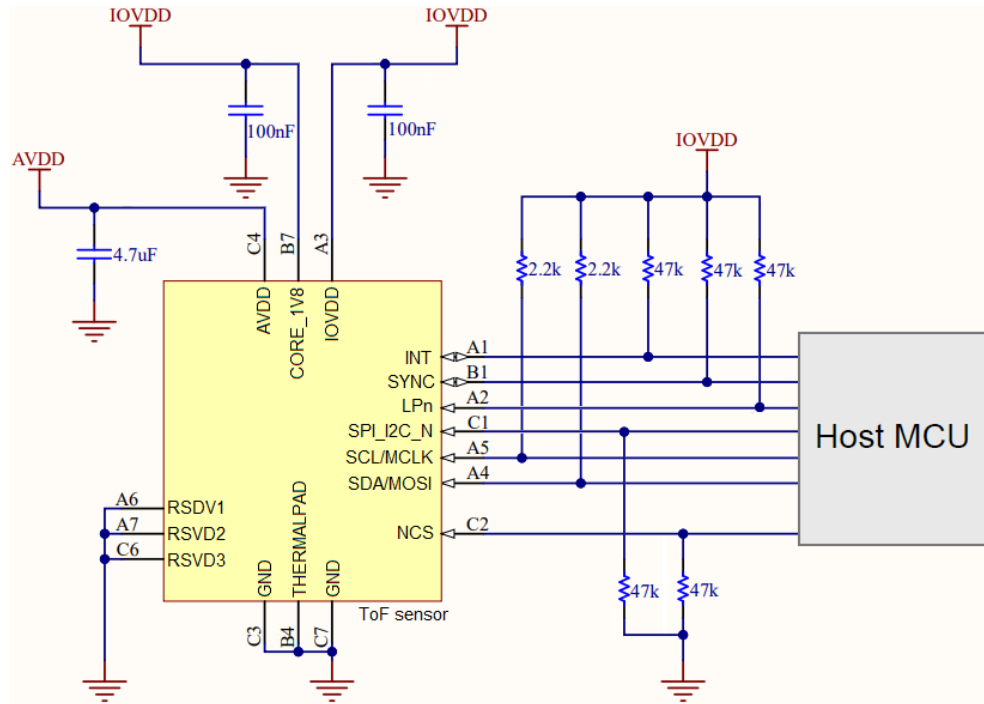 IOVDD
IOVDD
100nF
100nF
IOVDD
AVDD
4.7uF
C4
B7
A3
AVDD
CORE_1V8
IOVDD
2.2k
2.2k
47k
47k
47k
INT
A1
SYNC
B1
LPn
A2
SPI_I2C_N
C1
SCL/MCLK
A5
SDA/MOSI
A4
NCS
C2
Host MCU
A6
RSDV1
A7
RSVD2
C6
RSVD3
GND
THERMALPAD
GND
C3
B4
C7
ToF sensor
47k
47k